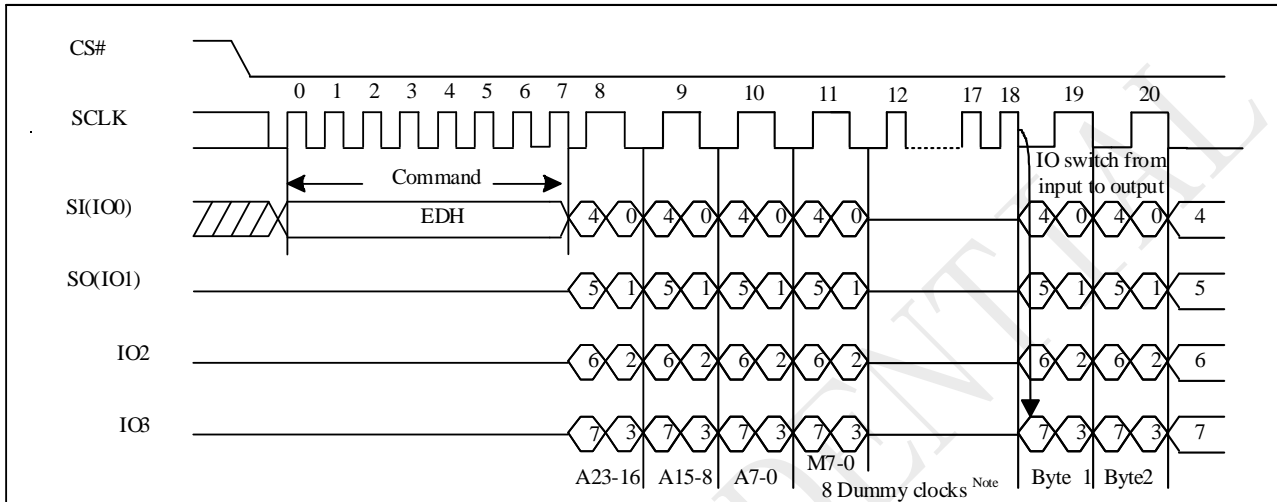 CS#
0 1 2 3 4 5 6 7 8 9 10 11 12 17 18 19 20
SCLK
IO switch from
input to output
Command
SI(IO0) EDH 4 0 4 0 4 0 4 0 4 0 4 0 4
SO(IO1) 5 1 5 1 5 1 5 1 5 1 5 1 5
IO2 6 2 6 2 6 2 6 2 6 2 6 2 6
IO3 7 3 7 3 7 3 7 3 7 3 7 3 7
A23-16 A15-8 A7-0 M7-0 Byte 1 Byte2
8 Dummy clocks Note
DENTIAL